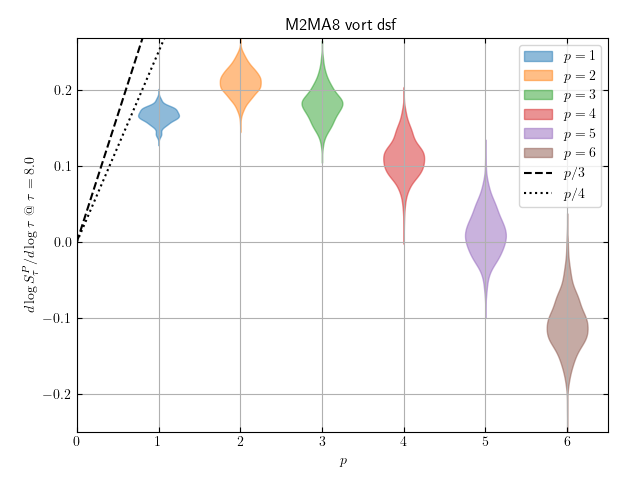 M2MA8 vort dsf
d log S_τ^P / d log τ @ τ = 8.0
0.2
0.1
0.0
−0.1
−0.2
0 1 2 3 4 5 6
p
p = 1
p = 2
p = 3
p = 4
p = 5
p = 6
p/3
p/4